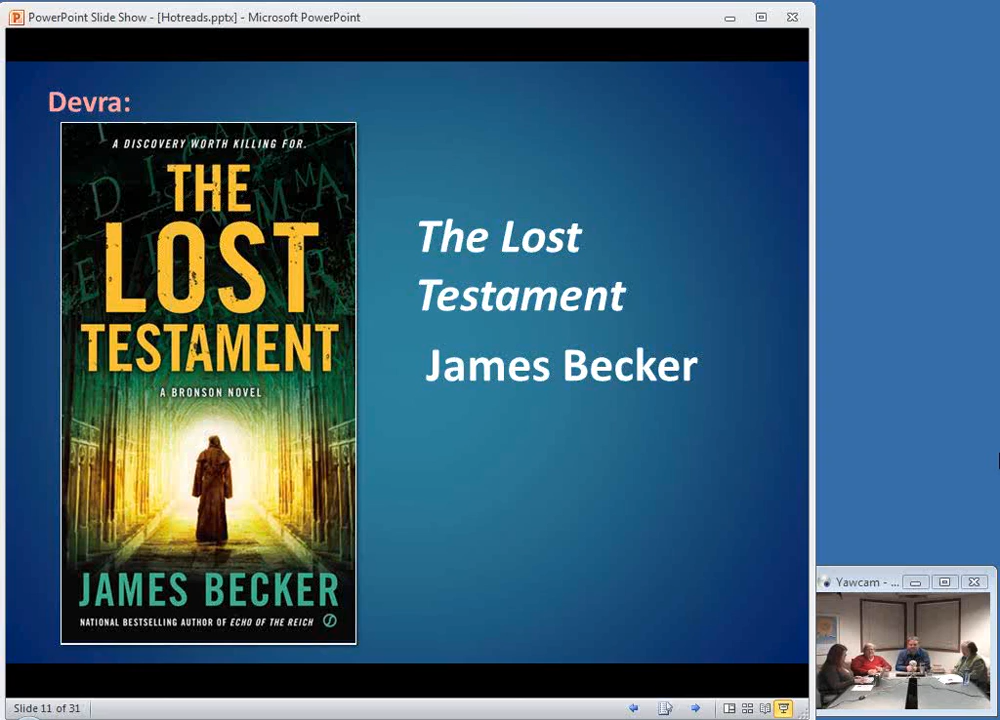 PowerPoint Slide Show - [Hotreads.pptx] - Microsoft PowerPoint
Devra:
A DISCOVERY WORTH KILLING FOR.
THE
LOST
TESTAMENT
A BRONSON NOVEL
JAMES BECKER
NATIONAL BESTSELLING AUTHOR OF ECHO OF THE REICH
The Lost
Testament
James Becker
Yawcam - ...
Slide 11 of 31